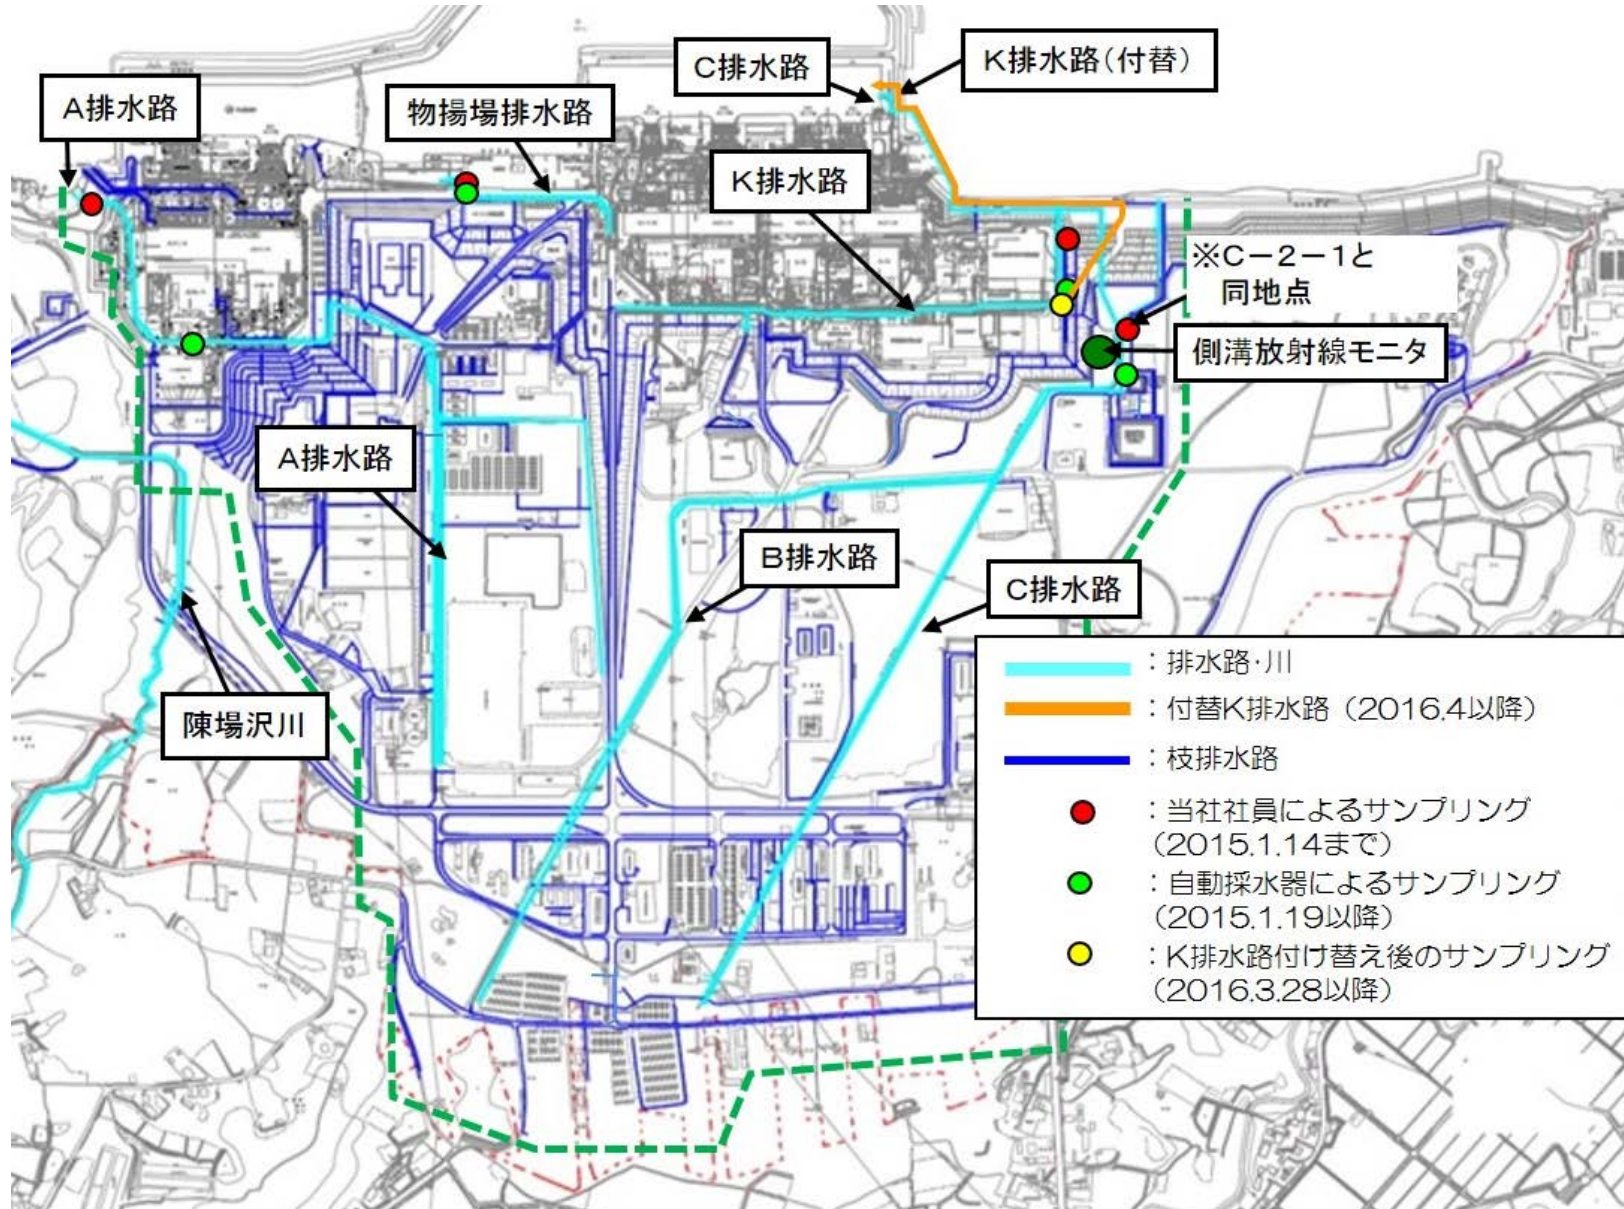 C排水路
K排水路(付替)
A排水路
物揚場排水路
K排水路
※C－2－1と
同地点
側溝放射線モニタ
A排水路
B排水路
C排水路
陳場沢川
：排水路・川
：付替K排水路（2016.4以降）
：枝排水路
：当社社員によるサンプリング
（2015.1.14まで）
：自動採水器によるサンプリング
（2015.1.19以降）
：K排水路付け替え後のサンプリング
（2016.3.28以降）